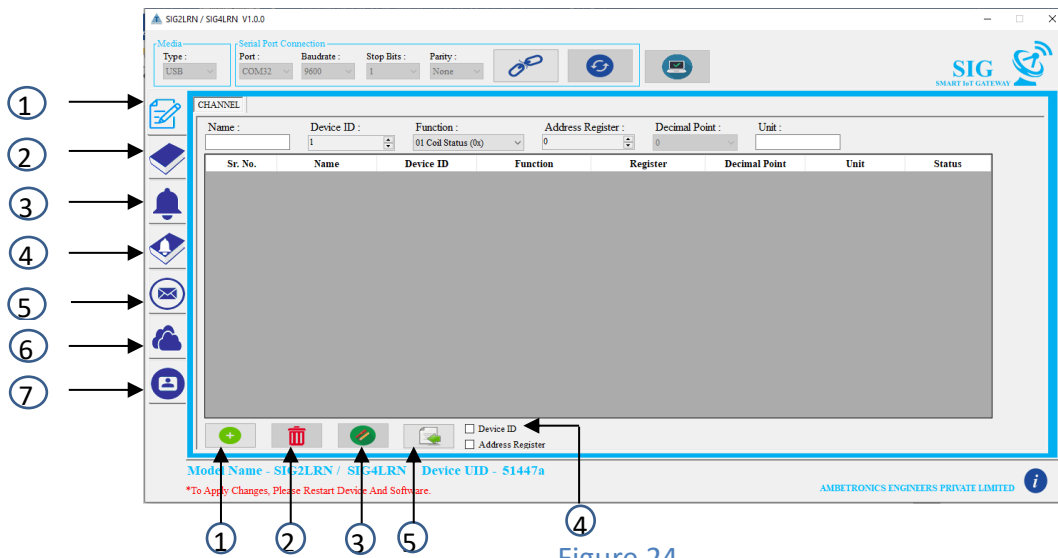 SIG2LRN / SIG4LRN V1.0.0
Media
Type :
USB
Serial Port Connection
Port : Baudrate : Stop Bits : Parity :
COM32 9600 1 None
SIG
SMART IoT GATEWAY
CHANNEL
Name : Device ID : Function : Address Register : Decimal Point : Unit :
1 01 Coil Status (0x) 0 0
Sr. No. Name Device ID Function Register Decimal Point Unit Status
1
2
3
4
5
6
7
Device ID
Address Register
Model Name - SIG2LRN / SIG4LRN Device UID - 51447a
*To Apply Changes, Please Restart Device And Software.
AMBETRONICS ENGINEERS PRIVATE LIMITED
i
1 2 3 5 4
Figure 24